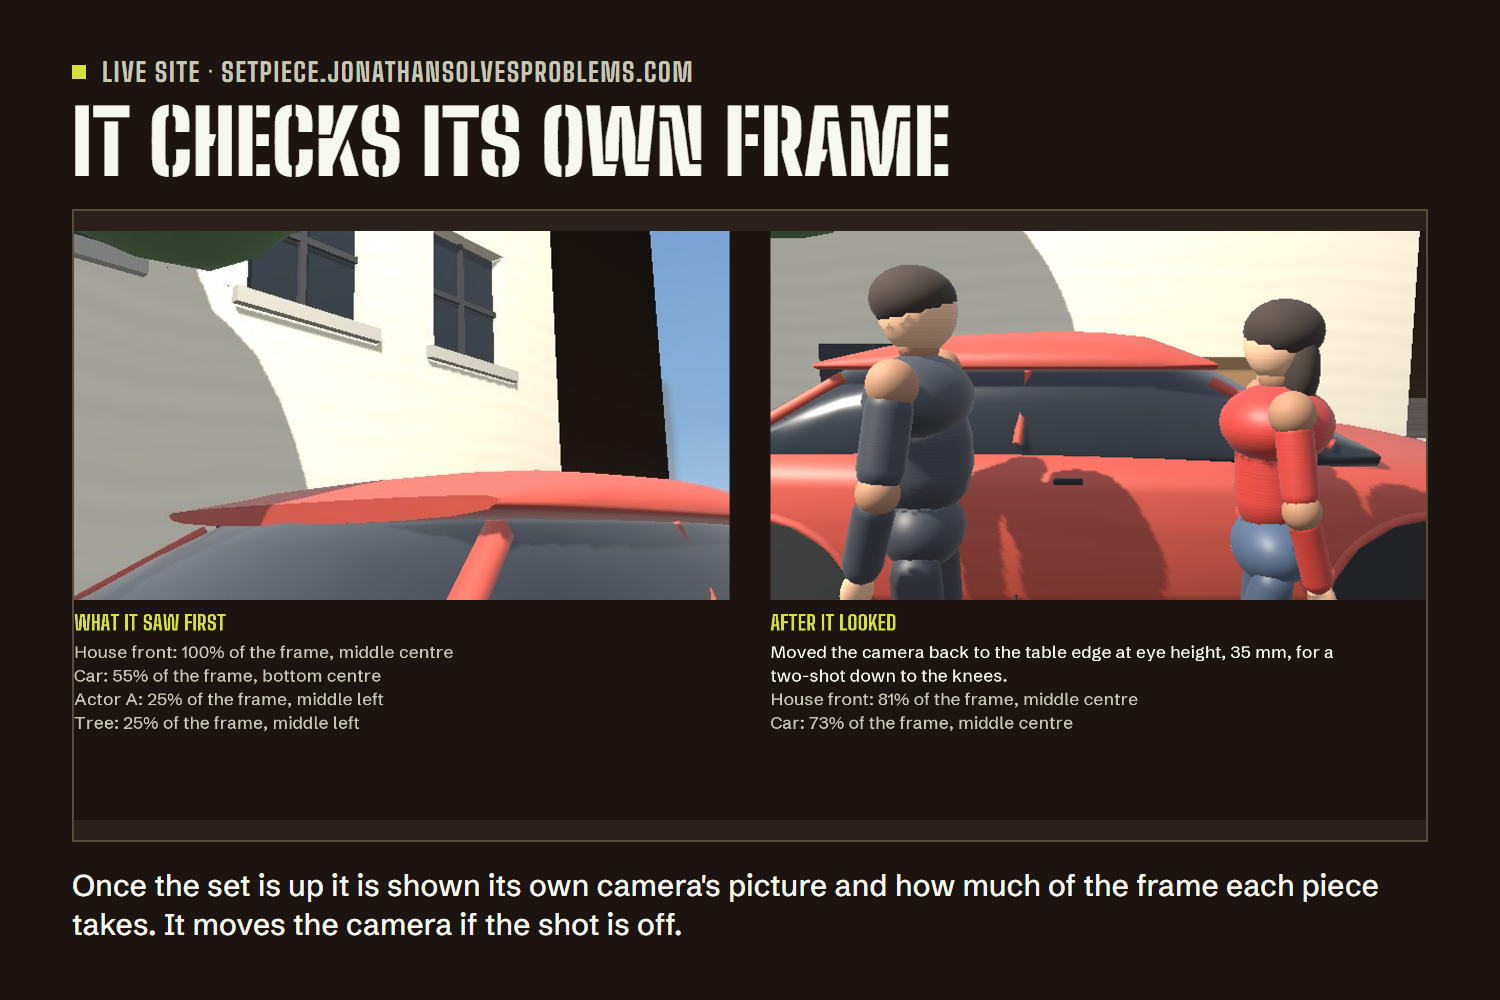 LIVE SITE · SETPIECE.JONATHANSOLVESPROBLEMS.COM
IT CHECKS ITS OWN FRAME
WHAT IT SAW FIRST
House front: 100% of the frame, middle centre
Car: 55% of the frame, bottom centre
Actor A: 25% of the frame, middle left
Tree: 25% of the frame, middle left
AFTER IT LOOKED
Moved the camera back to the table edge at eye height, 35 mm, for a
two-shot down to the knees.
House front: 81% of the frame, middle centre
Car: 73% of the frame, middle centre
Once the set is up it is shown its own camera's picture and how much of the frame each piece
takes. It moves the camera if the shot is off.